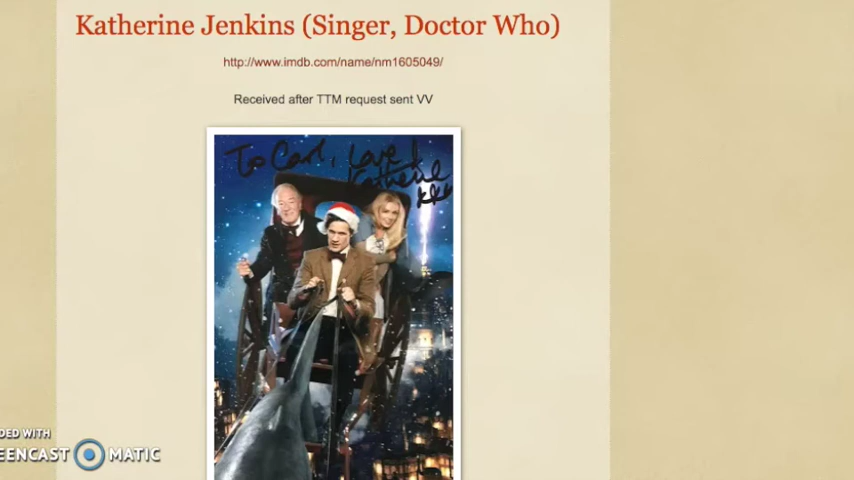 Katherine Jenkins (Singer, Doctor Who)
http://www.imdb.com/name/nm1605049/
Received after TTM request sent VV
To Carl, Love
Katherine
xxx
DED WITH
EENCAST MATIC